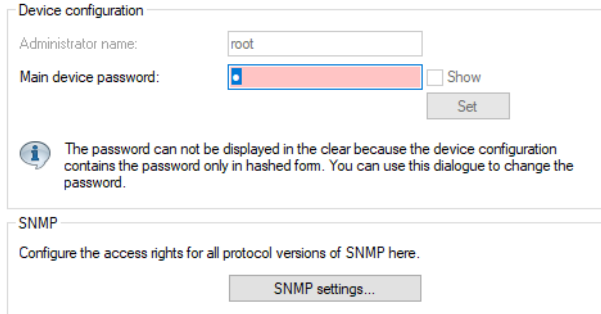 Device configuration
Administrator name:
root
Main device password:
●
Show
Set
The password can not be displayed in the clear because the device configuration
contains the password only in hashed form. You can use this dialogue to change the
password.
SNMP
Configure the access rights for all protocol versions of SNMP here.
SNMP settings...